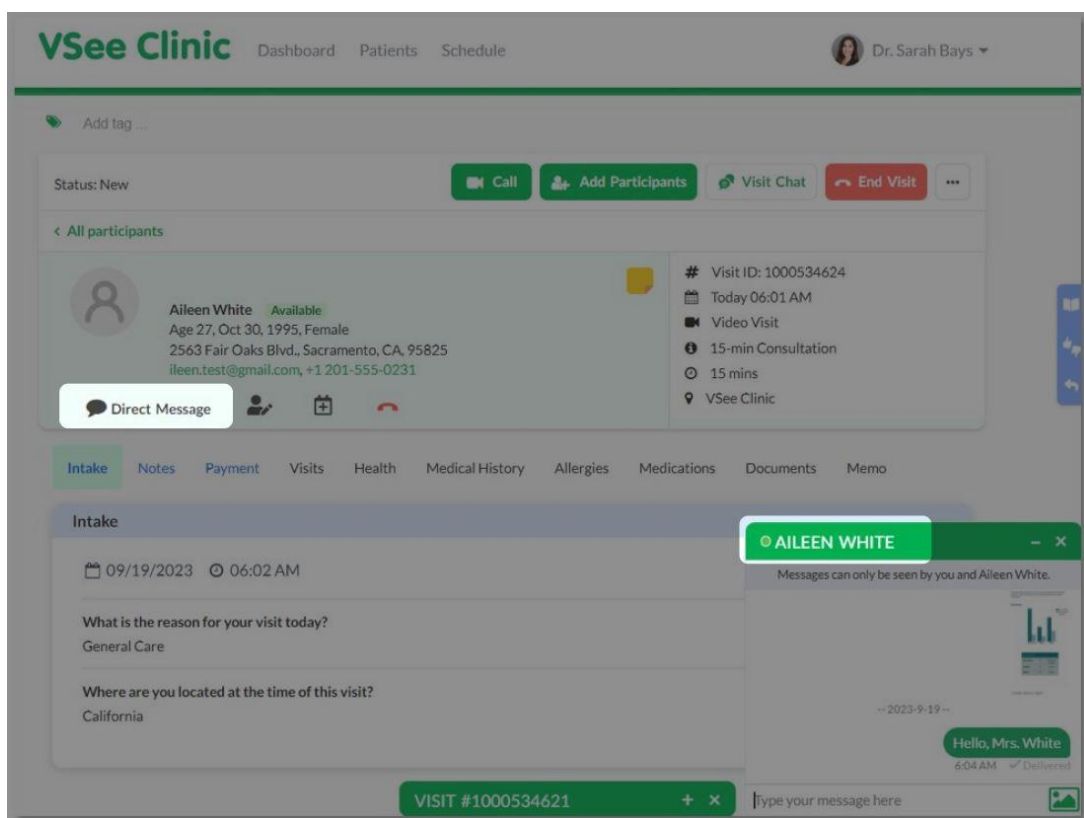 VSee Clinic Dashboard Patients Schedule Dr. Sarah Bays
Add tag ...
Status: New Call Add Participants Visit Chat End Visit ...
< All participants
Aileen White Available
Age 27, Oct 30, 1995, Female
2563 Fair Oaks Blvd., Sacramento, CA, 95825
ileen.test@gmail.com, +1 201-555-0231
Direct Message
# Visit ID: 1000534624
Today 06:01 AM
Video Visit
15-min Consultation
15 mins
VSee Clinic
Intake Notes Payment Visits Health Medical History Allergies Medications Documents Memo
Intake
09/19/2023 06:02 AM
What is the reason for your visit today?
General Care
Where are you located at the time of this visit?
California
VISIT #1000534621 + ×
AILEEN WHITE – ×
Messages can only be seen by you and Aileen White.
-- 2023-9-19 --
Hello, Mrs. White
6:04 AM ✓ Delivered
Type your message here